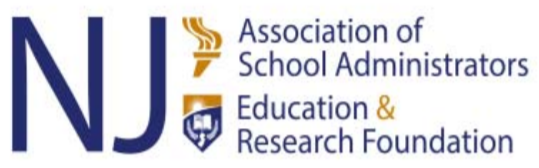 NJ
Association of
School Administrators
Education &
Research Foundation